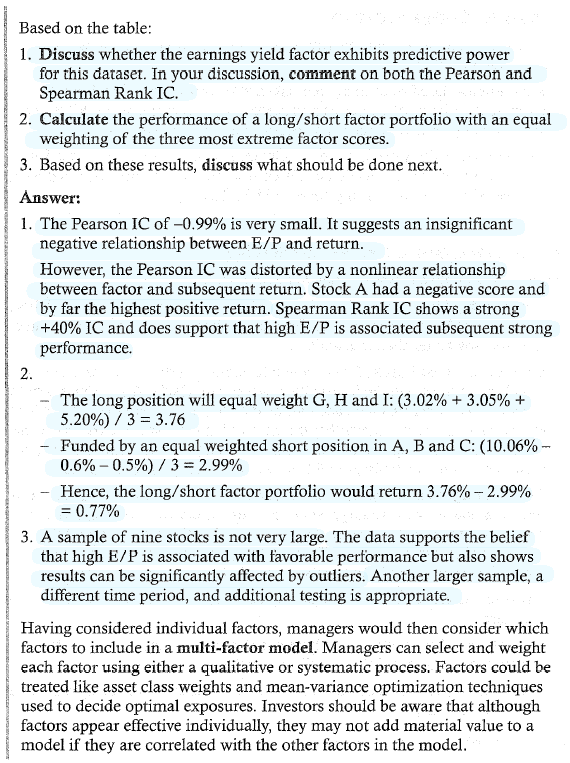 Based on the table:
1. Discuss whether the earnings yield factor exhibits predictive power
for this dataset. In your discussion, comment on both the Pearson and
Spearman Rank IC.
2. Calculate the performance of a long/short factor portfolio with an equal
weighting of the three most extreme factor scores.
3. Based on these results, discuss what should be done next.
Answer:
1. The Pearson IC of –0.99% is very small. It suggests an insignificant
negative relationship between E/P and return.
However, the Pearson IC was distorted by a nonlinear relationship
between factor and subsequent return. Stock A had a negative score and
by far the highest positive return. Spearman Rank IC shows a strong
+40% IC and does support that high E/P is associated subsequent strong
performance.
2.
– The long position will equal weight G, H and I: (3.02% + 3.05% +
5.20%) / 3 = 3.76
– Funded by an equal weighted short position in A, B and C: (10.06% –
0.6% – 0.5%) / 3 = 2.99%
– Hence, the long/short factor portfolio would return 3.76% – 2.99%
= 0.77%
3. A sample of nine stocks is not very large. The data supports the belief
that high E/P is associated with favorable performance but also shows
results can be significantly affected by outliers. Another larger sample, a
different time period, and additional testing is appropriate.
Having considered individual factors, managers would then consider which
factors to include in a multi-factor model. Managers can select and weight
each factor using either a qualitative or systematic process. Factors could be
treated like asset class weights and mean-variance optimization techniques
used to decide optimal exposures. Investors should be aware that although
factors appear effective individually, they may not add material value to a
model if they are correlated with the other factors in the model.